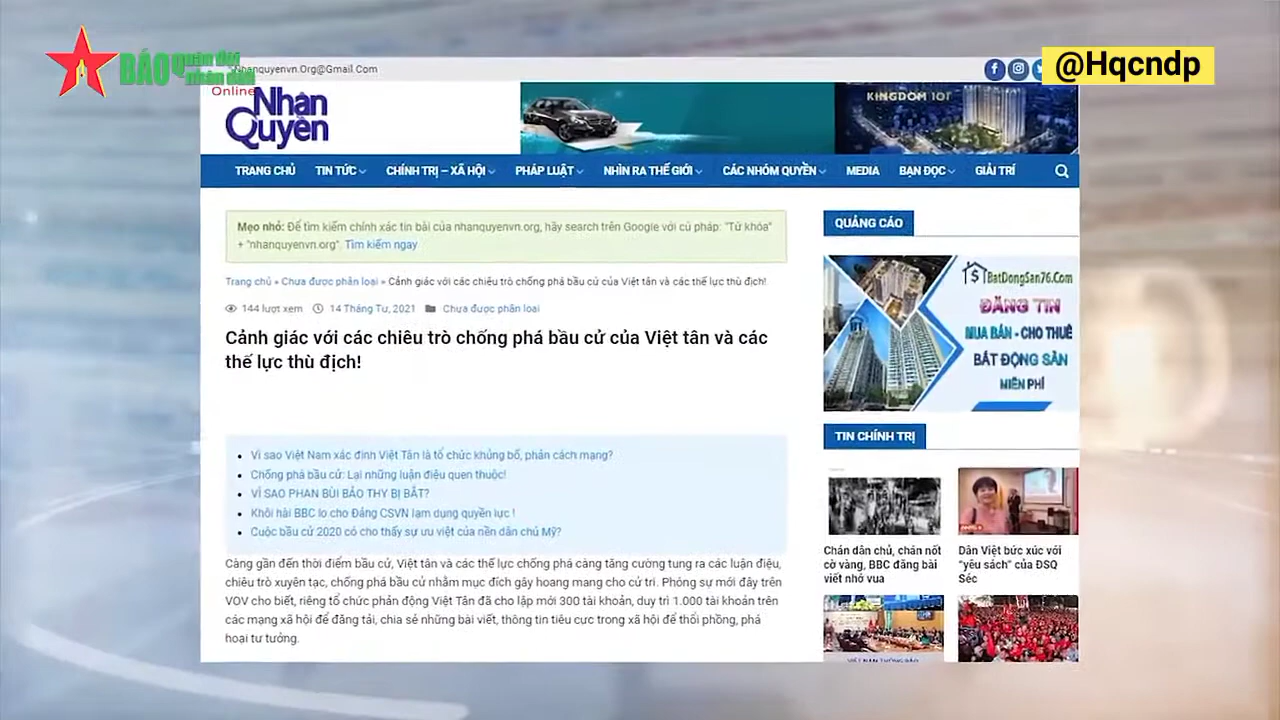 BÁO Quân đội
nhân dân
Online
@Hqcndp
Nhanquyenvn.Org@Gmail.Com
Nhân
Quyền
KINGDOM 101
TRANG CHỦ TIN TỨC CHÍNH TRỊ – XÃ HỘI PHÁP LUẬT NHÌN RA THẾ GIỚI CÁC NHÓM QUYỀN MEDIA BẠN ĐỌC GIẢI TRÍ
Mẹo nhỏ: Để tìm kiếm chính xác tin bài của nhanquyenvn.org, hãy search trên Google với cú pháp: "Từ khóa"
+ "nhanquyenvn.org". Tìm kiếm ngay
Trang chủ » Chưa được phân loại » Cảnh giác với các chiêu trò chống phá bầu cử của Việt tân và các thế lực thù địch!
144 lượt xem 14 Tháng Tư, 2021 Chưa được phân loại
Cảnh giác với các chiêu trò chống phá bầu cử của Việt tân và các
thế lực thù địch!
Vì sao Việt Nam xác định Việt Tân là tổ chức khủng bố, phản cách mạng?
Chống phá bầu cử: Lại những luận điệu quen thuộc!
VÌ SAO PHAN BÙI BẢO THY BỊ BẮT?
Khôi hài BBC lo cho Đảng CSVN lạm dụng quyền lực !
Cuộc bầu cử 2020 có cho thấy sự ưu việt của nền dân chủ Mỹ?
Càng gần đến thời điểm bầu cử, Việt tân và các thế lực chống phá càng tăng cường tung ra các luận điệu,
chiêu trò xuyên tạc, chống phá bầu cử nhằm mục đích gây hoang mang cho cử tri. Phóng sự mới đây trên
VOV cho biết, riêng tổ chức phản động Việt Tân đã cho lập mới 300 tài khoản, duy trì 1.000 tài khoản trên
các mạng xã hội để đăng tải, chia sẻ những bài viết, thông tin tiêu cực trong xã hội để thổi phồng, phá
hoại tư tưởng.
QUẢNG CÁO
BatDongSan76.Com
ĐĂNG TIN
MUA BÁN - CHO THUÊ
BẤT ĐỘNG SẢN
MIỄN PHÍ
TIN CHÍNH TRỊ
Chán dân chủ, chán nốt
cờ vàng, BBC đăng bài
viết nhớ vua
Dân Việt bức xúc với
"yêu sách" của ĐSQ
Séc